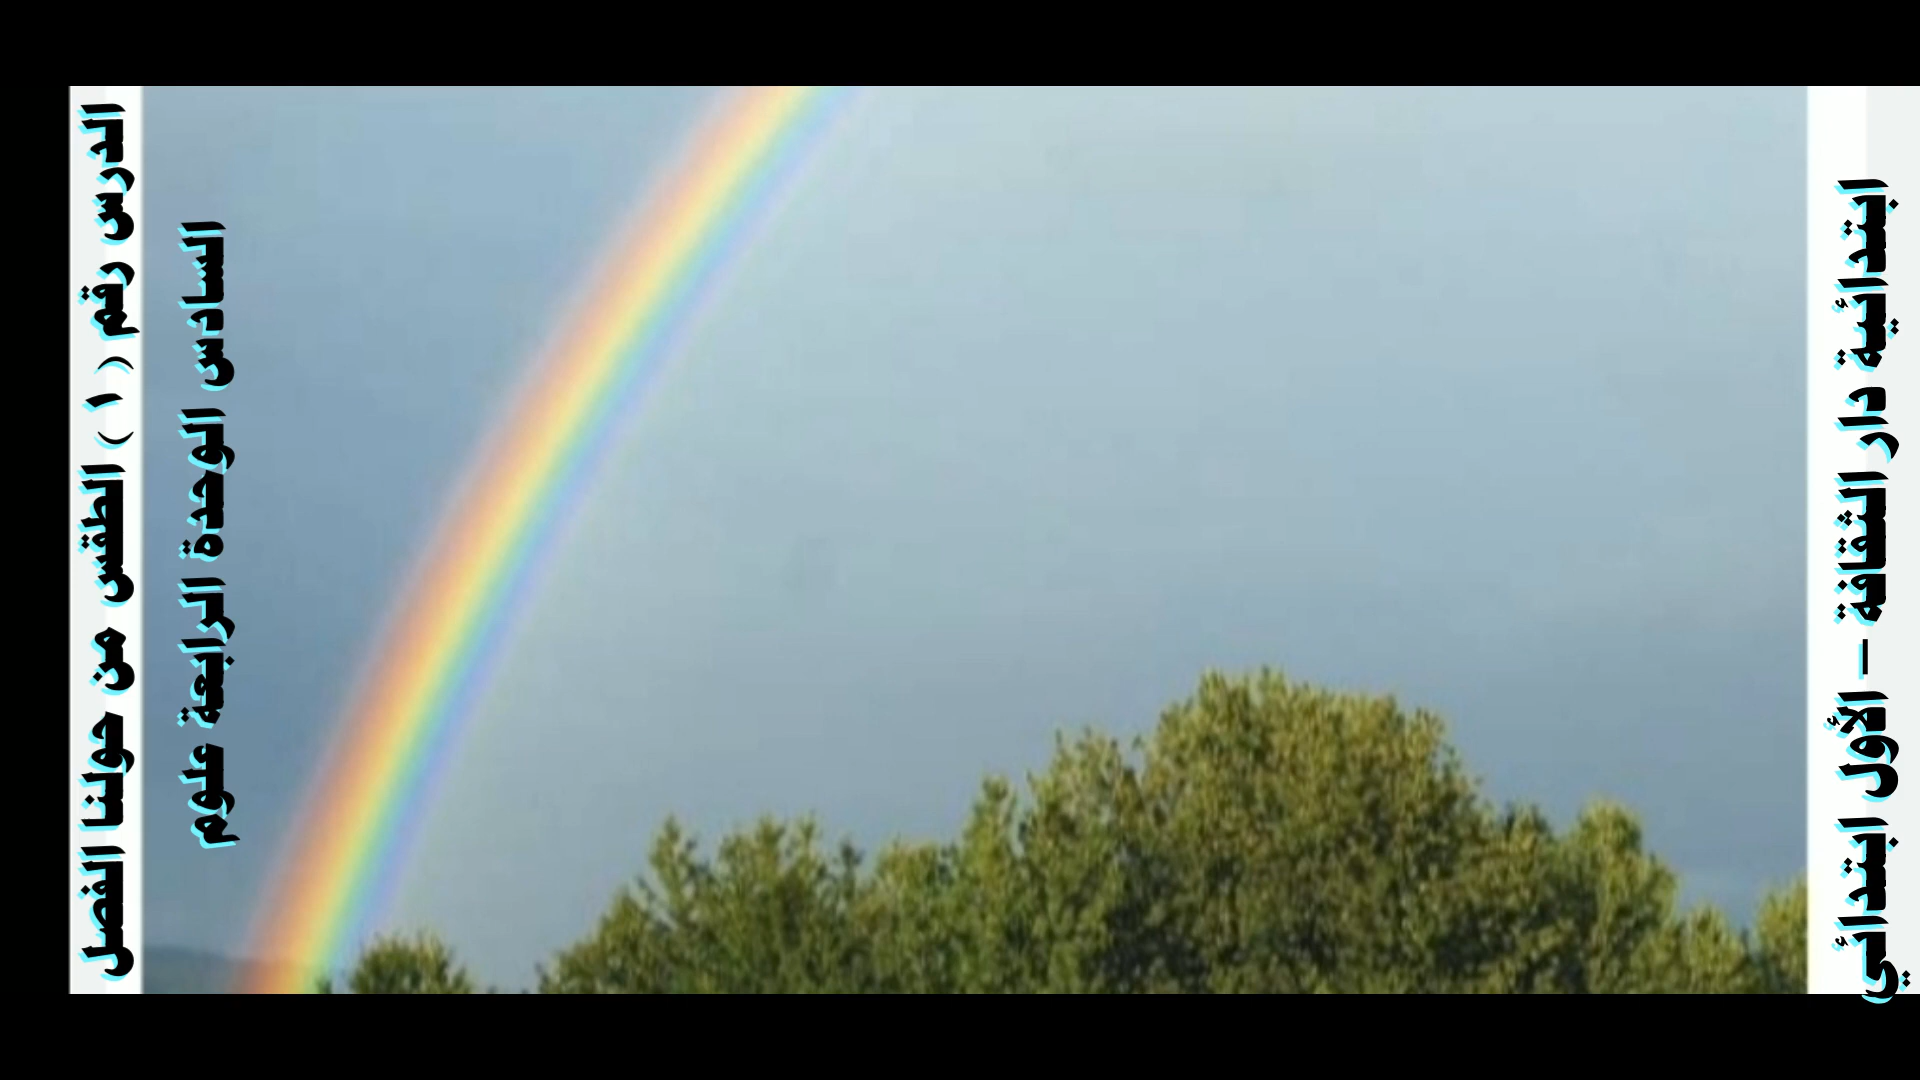 ابتدائية دار الثقافة – الأول ابتدائي
السادس الوحدة الرابعة علوم
الدرس رقم ( ١ ) الطقس من حولنا الفصل